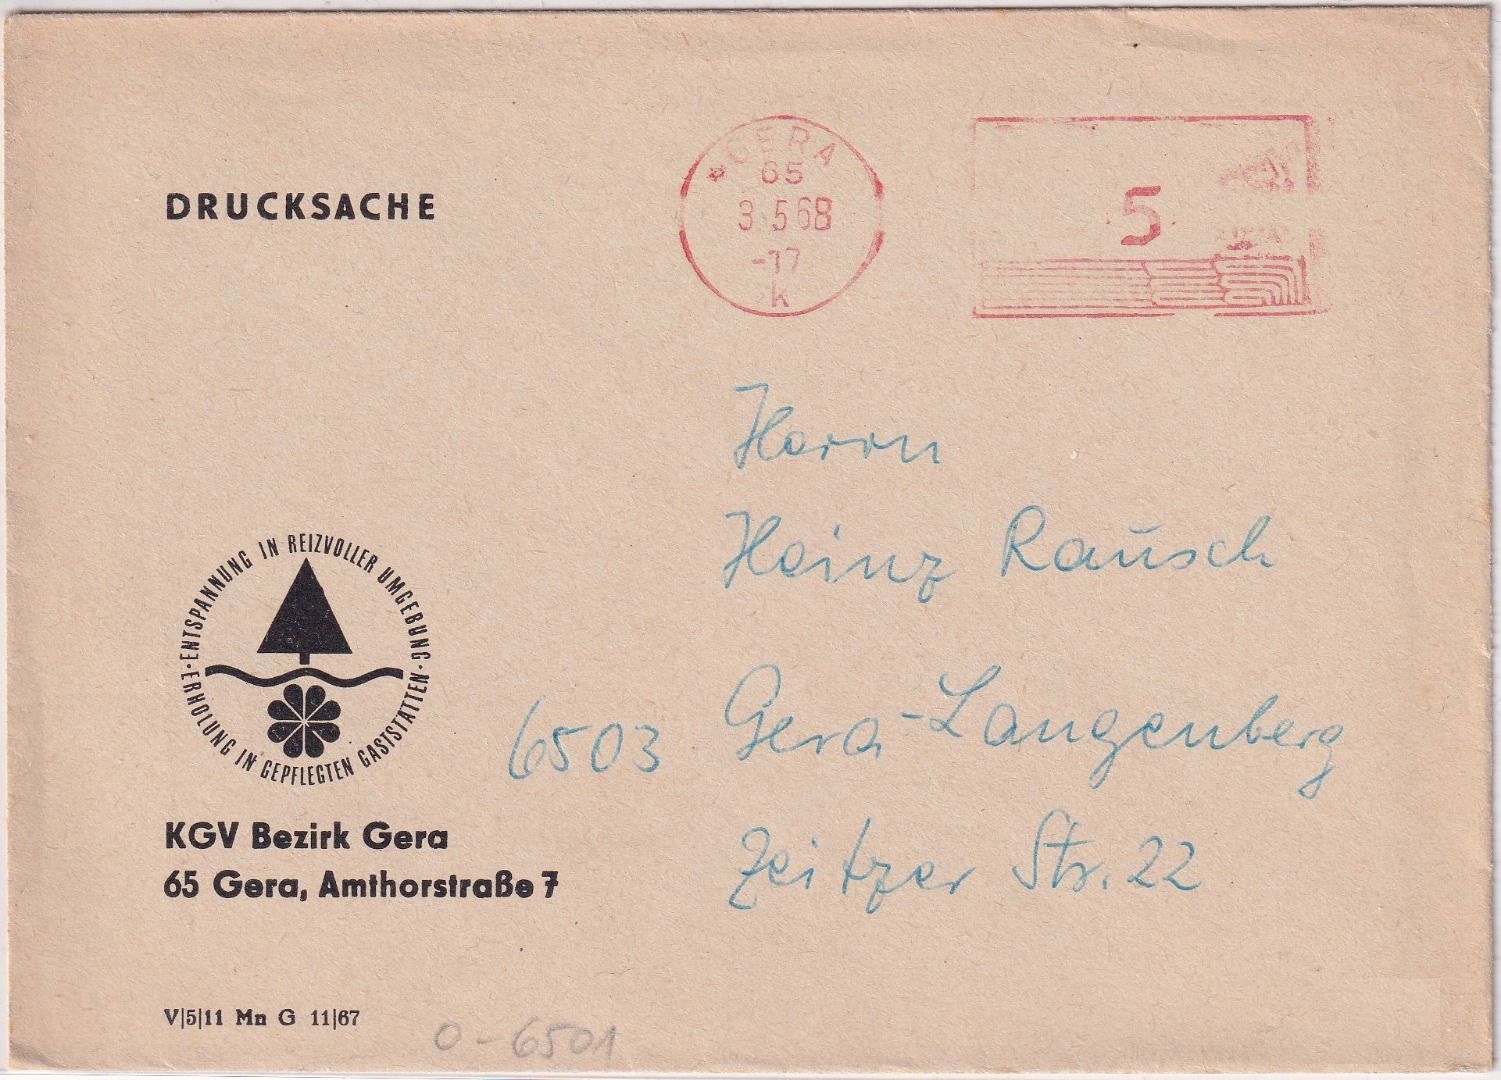 GERA
65
3.5.68
-17
k
5
DRUCKSACHE
Herrn
Heinz Rausch
6503 Gera-Langenberg
Zeitzer Str. 22
· ENTSPANNUNG IN REIZVOLLER UMGEBUNG ·
ERHOLUNG IN GEPFLEGTEN GASTSTÄTTEN
KGV Bezirk Gera
65 Gera, Amthorstraße 7
V|5|11 Mn G 11|67
O-6501